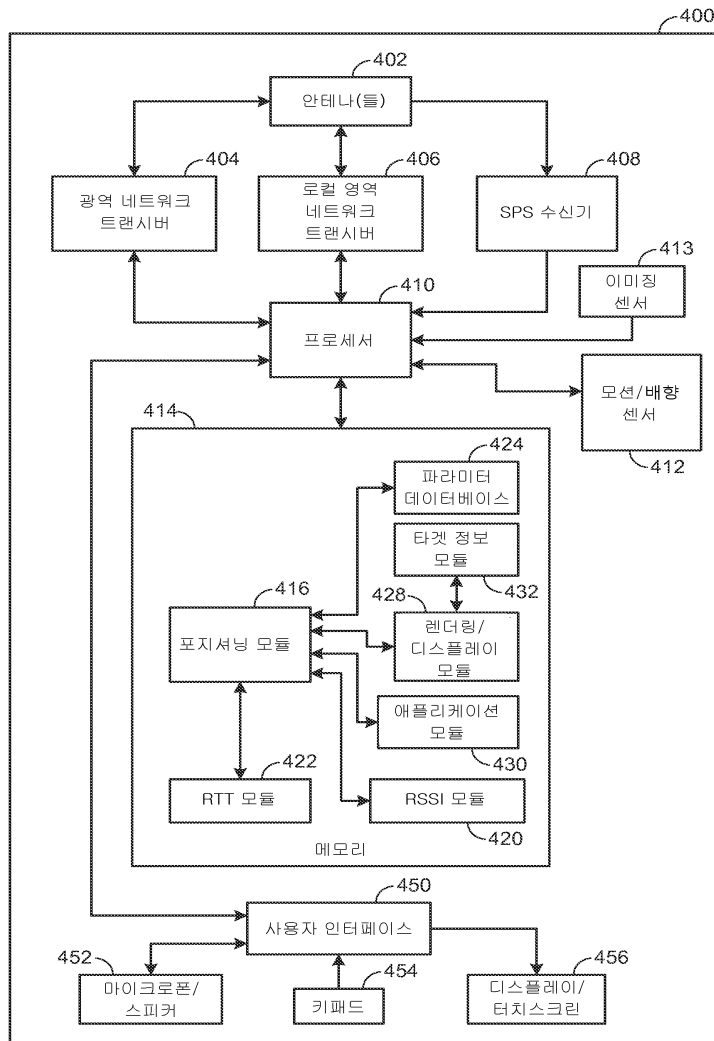 400
402
안테나(들)
404
광역 네트워크
트랜시버
406
로컬 영역
네트워크
트랜시버
408
SPS 수신기
413
이미징
센서
410
프로세서
모션/배향
센서
412
414
424
파라미터
데이터베이스
타겟 정보
모듈
432
416
포지셔닝 모듈
428
렌더링/
디스플레이
모듈
애플리케이션
모듈
430
422
RTT 모듈
RSSI 모듈
420
메모리
450
사용자 인터페이스
452
마이크로폰/
스피커
454
키패드
456
디스플레이/
터치스크린